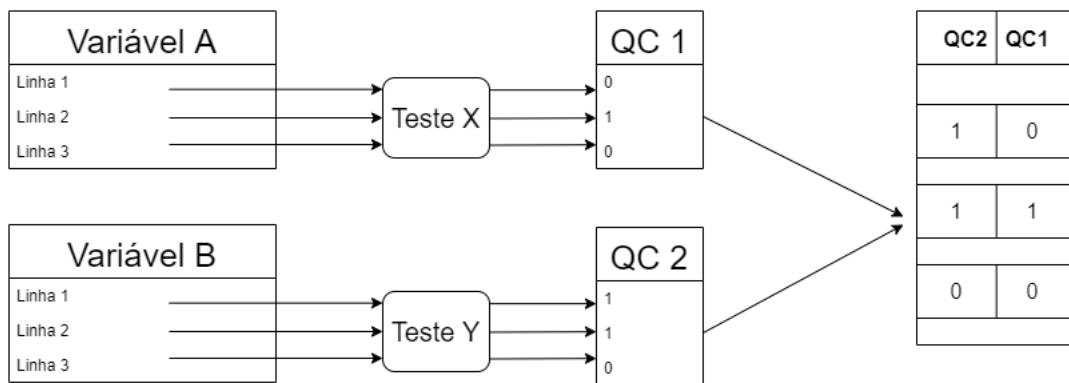 Variável A
Linha 1
Linha 2
Linha 3
Teste X
QC 1
0
1
0
Variável B
Linha 1
Linha 2
Linha 3
Teste Y
QC 2
1
1
0
QC2 QC1
1 0
1 1
0 0